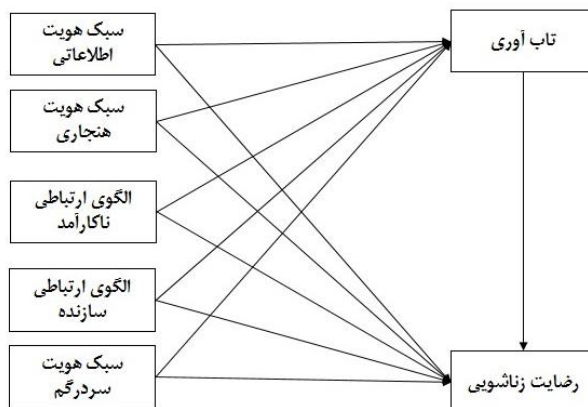 سبک هویت
اطلاعاتی
تاب آوری
سبک هویت
هنجاری
الگوی ارتباطی
ناکارآمد
الگوی ارتباطی
سازنده
سبک هویت
سردرگم
رضایت زناشویی